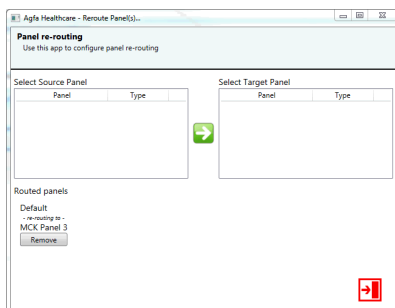 Agfa Healthcare - Reroute Panel(s)...
Panel re-routing
Use this app to configure panel re-routing
Select Source Panel
Select Target Panel
Panel Type
Panel Type
Routed panels
Default
- re-routing to -
MCK Panel 3
Remove